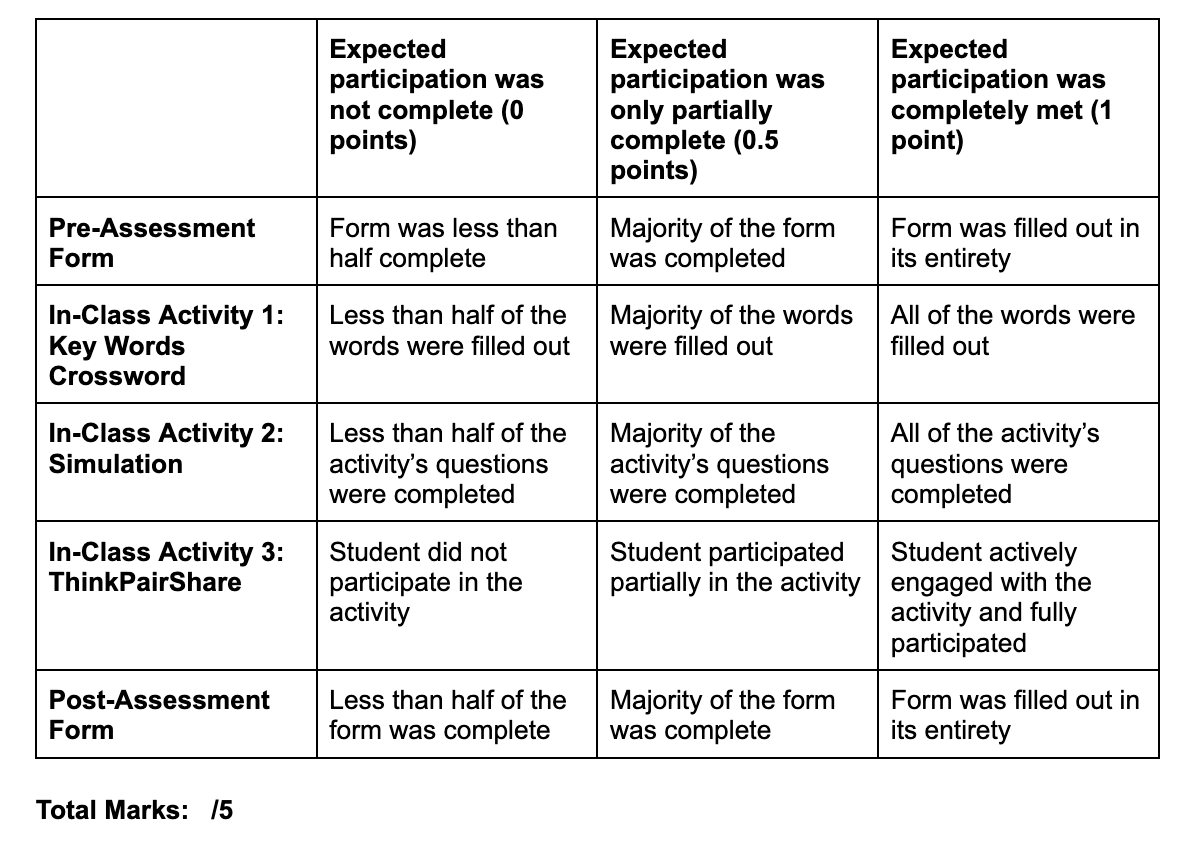 Expected
participation was
not complete (0
points)
Expected
participation was
only partially
complete (0.5
points)
Expected
participation was
completely met (1
point)
Pre-Assessment
Form
Form was less than
half complete
Majority of the form
was completed
Form was filled out in
its entirety
In-Class Activity 1:
Key Words
Crossword
Less than half of the
words were filled out
Majority of the words
were filled out
All of the words were
filled out
In-Class Activity 2:
Simulation
Less than half of the
activity’s questions
were completed
Majority of the
activity’s questions
were completed
All of the activity’s
questions were
completed
In-Class Activity 3:
ThinkPairShare
Student did not
participate in the
activity
Student participated
partially in the activity
Student actively
engaged with the
activity and fully
participated
Post-Assessment
Form
Less than half of the
form was complete
Majority of the form
was complete
Form was filled out in
its entirety
Total Marks: /5